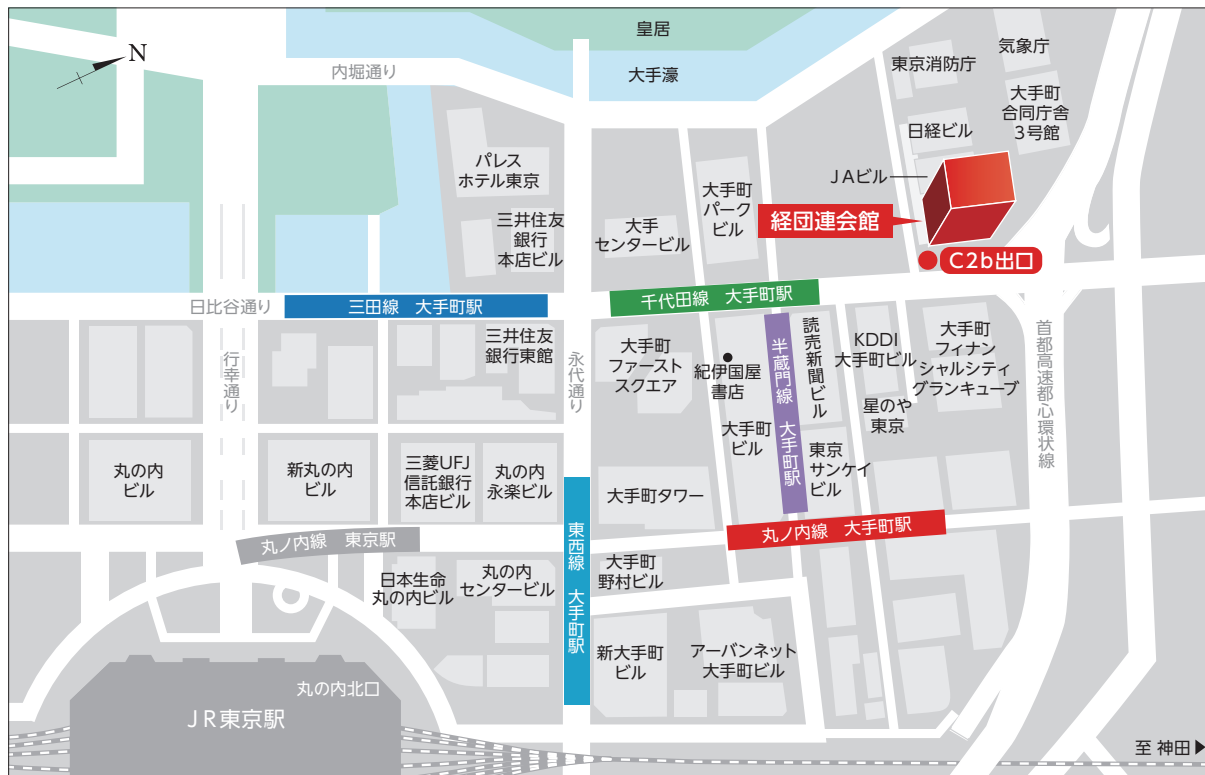 皇居
N
気象庁
東京消防庁
内堀通り
大手濠
大手町
合同庁舎
3号館
日経ビル
パレス
ホテル東京
JAビル
大手町
パーク
ビル
三井住友
銀行
本店ビル
大手
センタービル
経団連会館
C2b出口
日比谷通り
三田線 大手町駅
千代田線 大手町駅
行幸通り
三井住友
銀行東館
永代通り
大手町
ファースト
スクエア
紀伊国屋
書店
半蔵門線 大手町駅
読売新聞ビル
KDDI
大手町ビル
大手町
フィナン
シャルシティ
グランキューブ
首都高速都心環状線
星のや
東京
大手町
ビル
東京
サンケイ
ビル
丸の内
ビル
新丸の内
ビル
三菱UFJ
信託銀行
本店ビル
丸の内
永楽ビル
大手町タワー
丸ノ内線 東京駅
東西線 大手町駅
丸ノ内線 大手町駅
日本生命
丸の内ビル
丸の内
センタービル
大手町
野村ビル
新大手町
ビル
アーバンネット
大手町ビル
丸の内北口
JR東京駅
至 神田▶